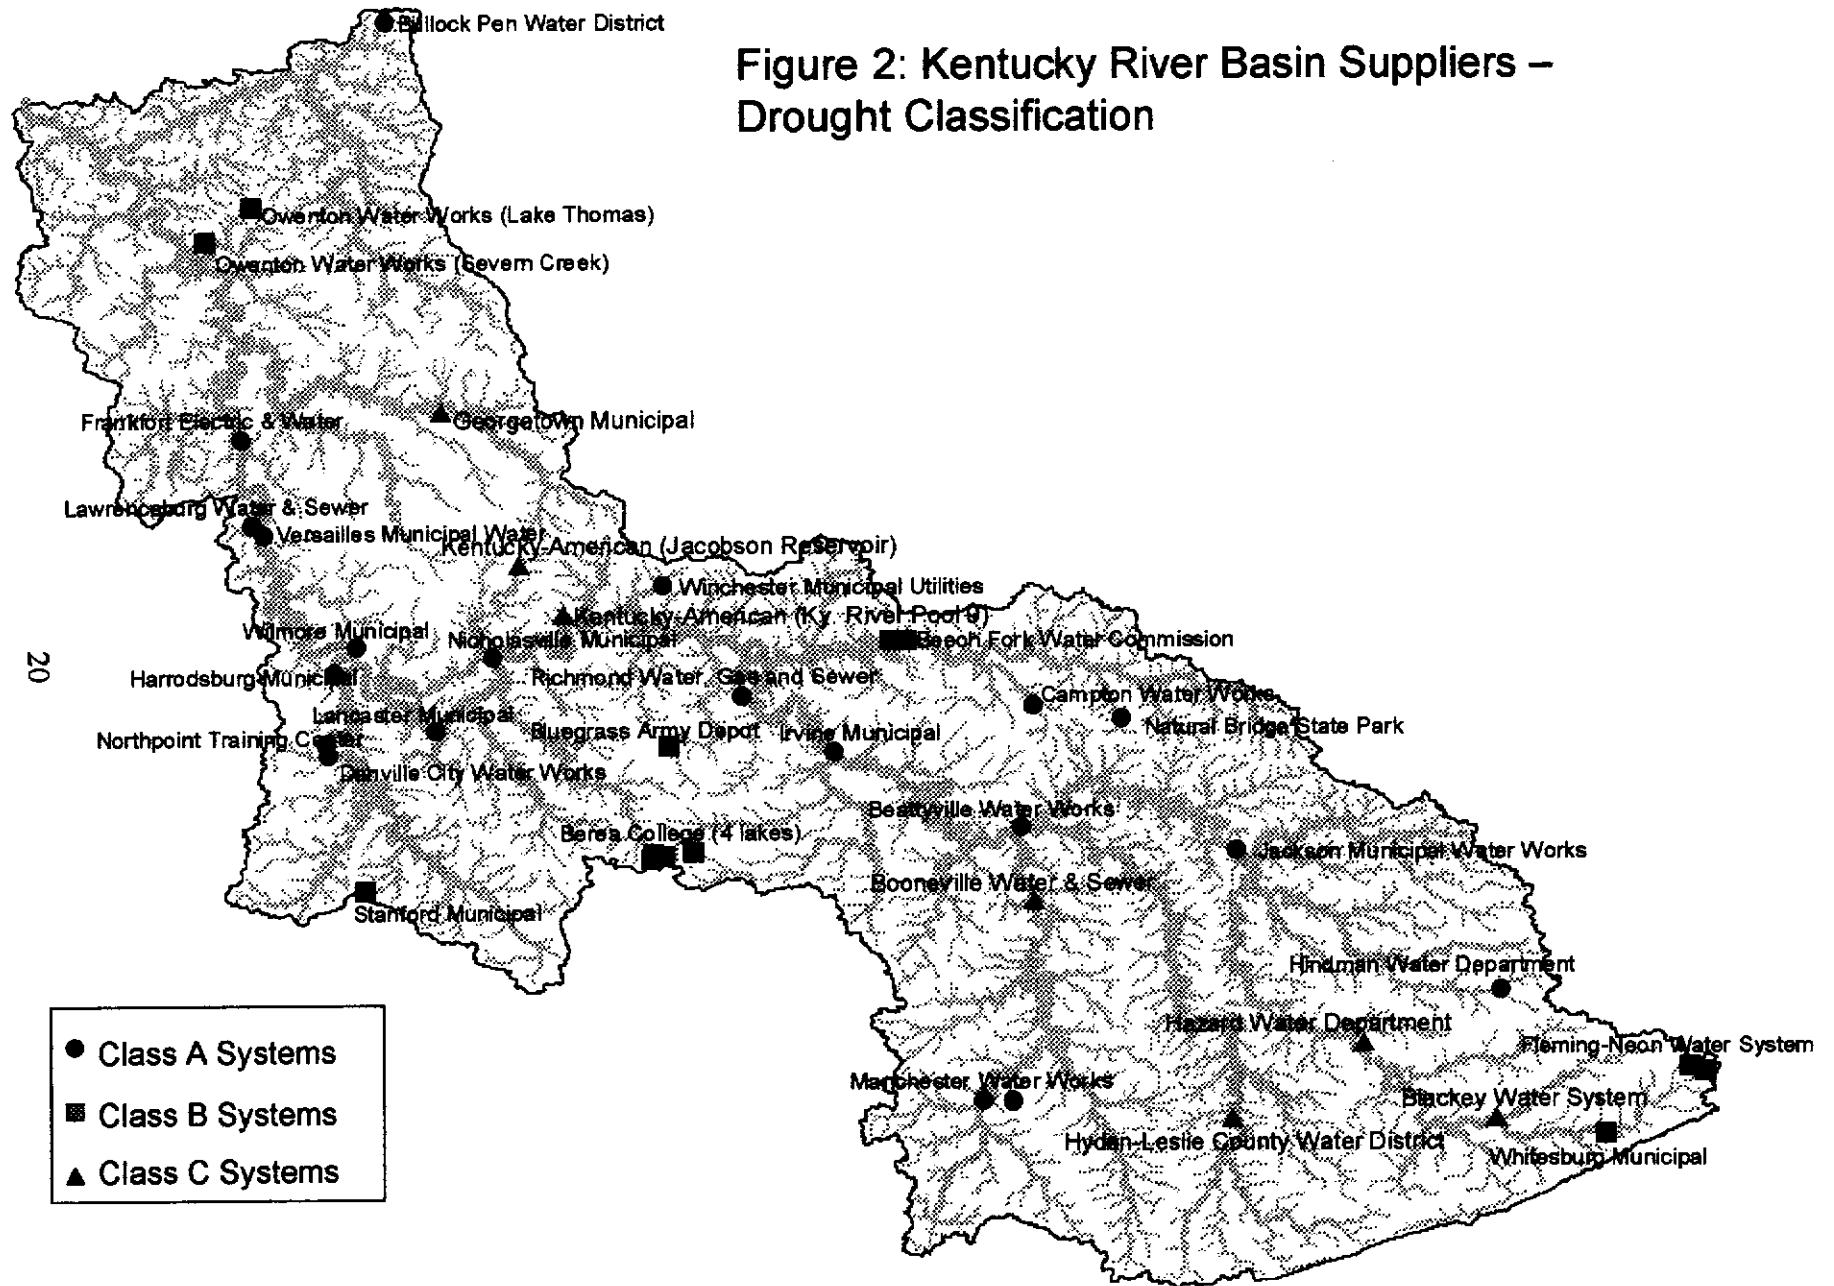 Bullock Pen Water District
Figure 2: Kentucky River Basin Suppliers –
Drought Classification
Owenton Water Works (Lake Thomas)
Owenton Water Works (Severn Creek)
Frankfort Electric & Water
Georgetown Municipal
Lawrenceburg Water & Sewer
Versailles Municipal Water
Kentucky-American (Jacobson Reservoir)
Winchester Municipal Utilities
Kentucky-American (Ky. River Pool 9)
Wilmore Municipal
Nicholasville Municipal
Beech Fork Water Commission
20
Harrodsburg Municipal
Richmond Water, Gas and Sewer
Campton Water Works
Lancaster Municipal
Natural Bridge State Park
Northpoint Training Center
Bluegrass Army Depot
Irvine Municipal
Danville City Water Works
Beattyville Water Works
Berea College (4 lakes)
Jackson Municipal Water Works
Booneville Water & Sewer
Stanford Municipal
Hindman Water Department
Hazard Water Department
Fleming-Neon Water System
Manchester Water Works
Blackey Water System
Hyden-Leslie County Water District
Whitesburg Municipal
Class A Systems
Class B Systems
Class C Systems